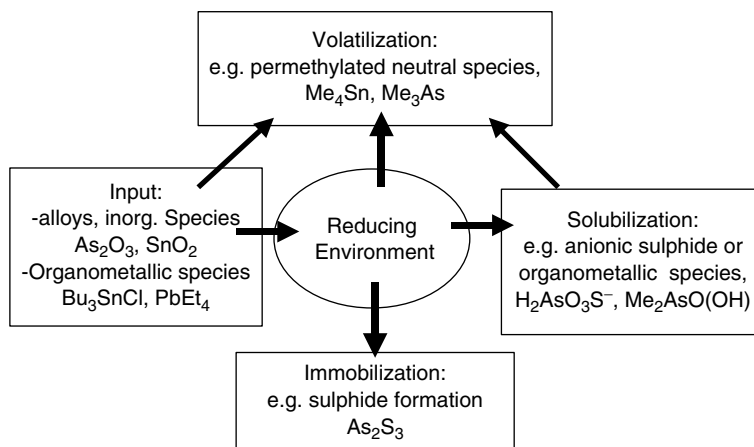 Volatilization:
e.g. permethylated neutral species,
Me₄Sn, Me₃As
Input:
-alloys, inorg. Species
As₂O₃, SnO₂
-Organometallic species
Bu₃SnCl, PbEt₄
Reducing
Environment
Solubilization:
e.g. anionic sulphide or
organometallic species,
H₂AsO₃S⁻, Me₂AsO(OH)
Immobilization:
e.g. sulphide formation
As₂S₃